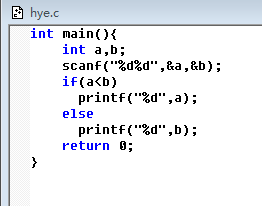 hye.c
int main(){
int a,b;
scanf("%d%d",&a,&b);
if(a<b)
printf("%d",a);
else
printf("%d",b);
return 0;
}